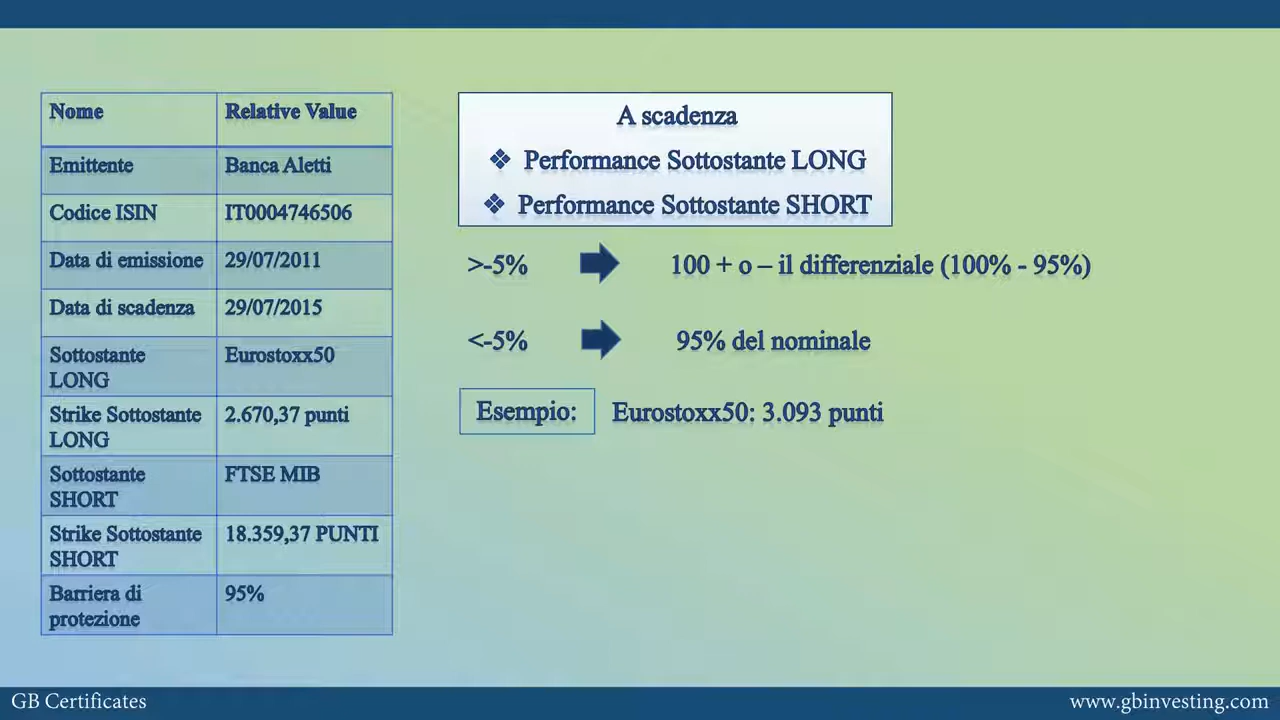 Nome Relative Value
Emittente Banca Aletti
Codice ISIN IT0004746506
Data di emissione 29/07/2011
Data di scadenza 29/07/2015
Sottostante LONG Eurostoxx50
Strike Sottostante LONG 2.670,37 punti
Sottostante SHORT FTSE MIB
Strike Sottostante SHORT 18.359,37 PUNTI
Barriera di protezione 95%
A scadenza
❖ Performance Sottostante LONG
❖ Performance Sottostante SHORT
>-5% 100 + o – il differenziale (100% - 95%)
<-5% 95% del nominale
Esempio: Eurostoxx50: 3.093 punti
GB Certificates
www.gbinvesting.com